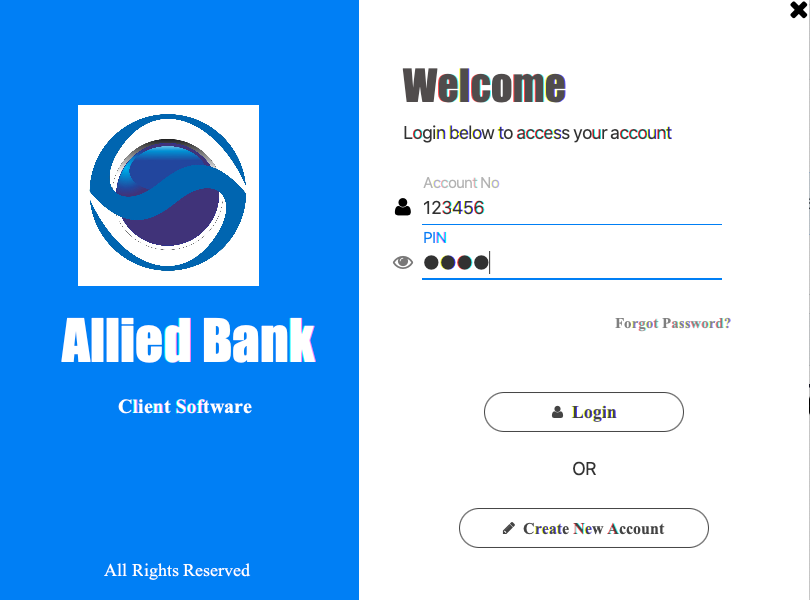 Allied Bank
Client Software
All Rights Reserved
Welcome
Login below to access your account
Account No
123456
PIN
●●●●
Forgot Password?
Login
OR
Create New Account